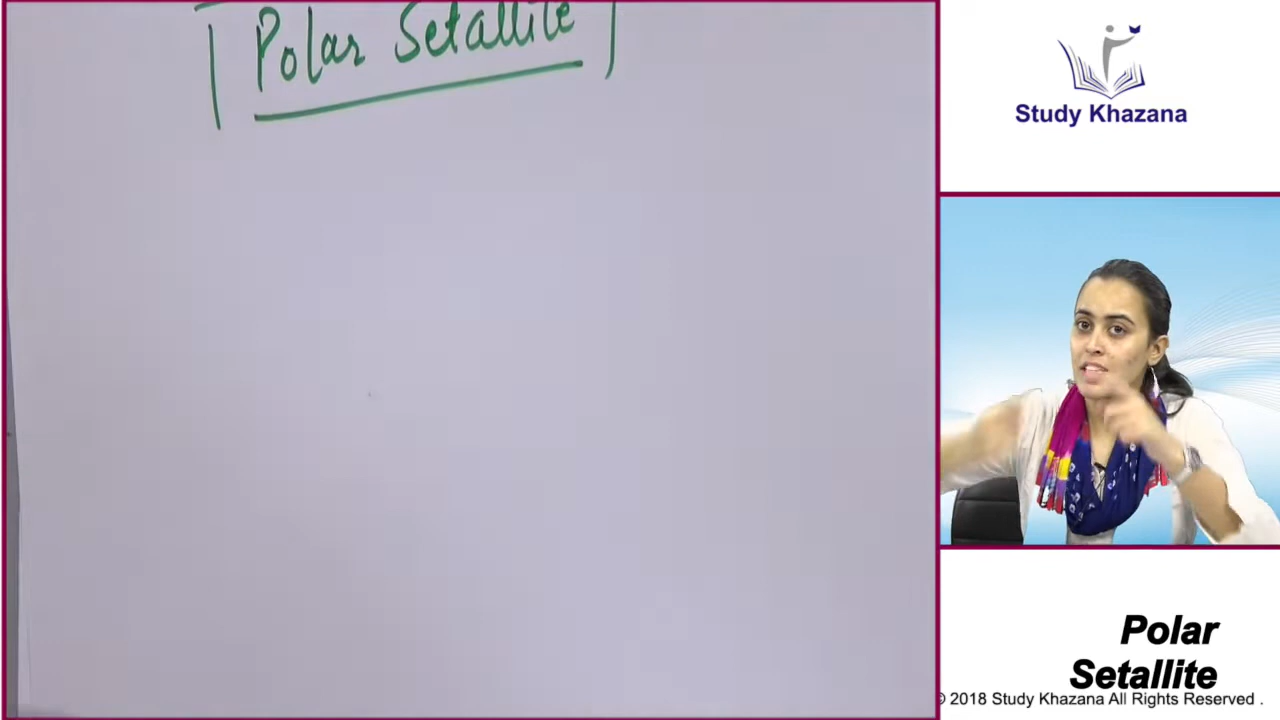 Polar Setallite
Study Khazana
Polar
Setallite
© 2018 Study Khazana All Rights Reserved .